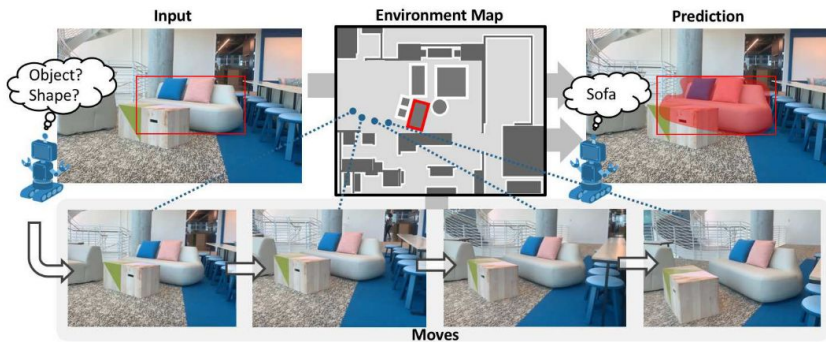 Input
Environment Map
Prediction
Object?
Shape?
Sofa
Moves